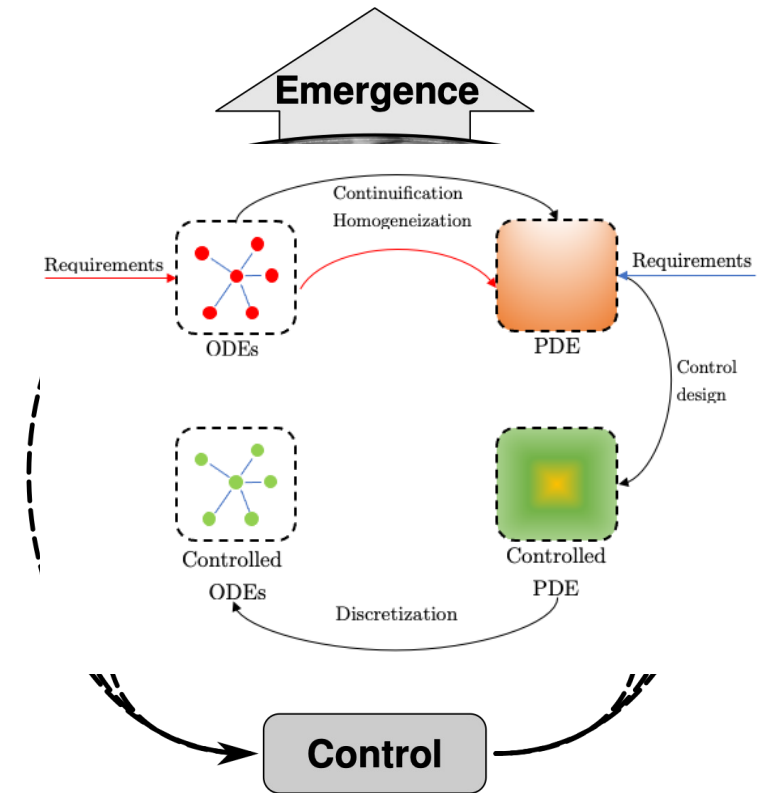 Emergence
Continuification
Homogeneization
Requirements
Requirements
ODEs
PDE
Control
design
Controlled
ODEs
Controlled
PDE
Discretization
Control